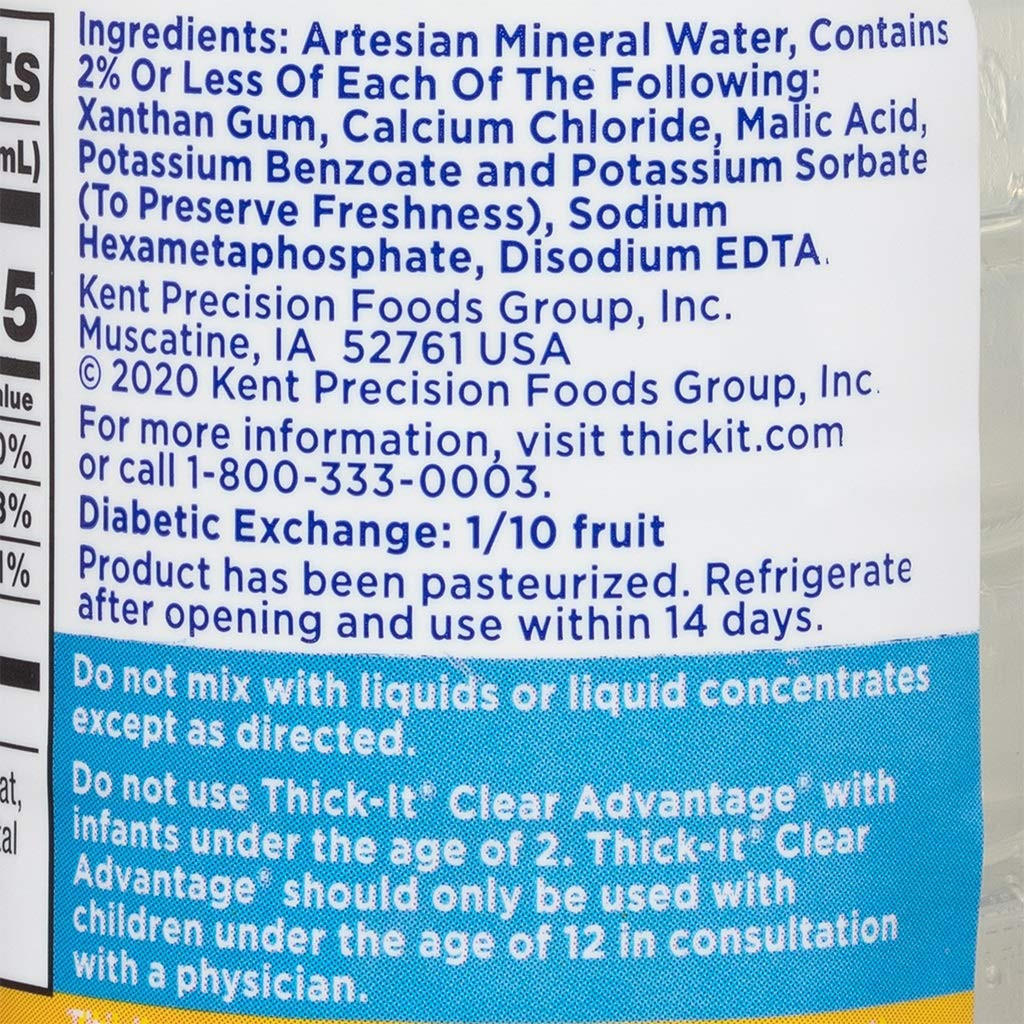 Ingredients: Artesian Mineral Water, Contains
2% Or Less Of Each Of The Following:
Xanthan Gum, Calcium Chloride, Malic Acid,
Potassium Benzoate and Potassium Sorbate
(To Preserve Freshness), Sodium
Hexametaphosphate, Disodium EDTA.
Kent Precision Foods Group, Inc.
Muscatine, IA 52761 USA
© 2020 Kent Precision Foods Group, Inc.
For more information, visit thickit.com
or call 1-800-333-0003.
Diabetic Exchange: 1/10 fruit
Product has been pasteurized. Refrigerate
after opening and use within 14 days.
Do not mix with liquids or liquid concentrates
except as directed.
Do not use Thick-It® Clear Advantage® with
infants under the age of 2. Thick-It® Clear
Advantage® should only be used with
children under the age of 12 in consultation
with a physician.
mL)
5